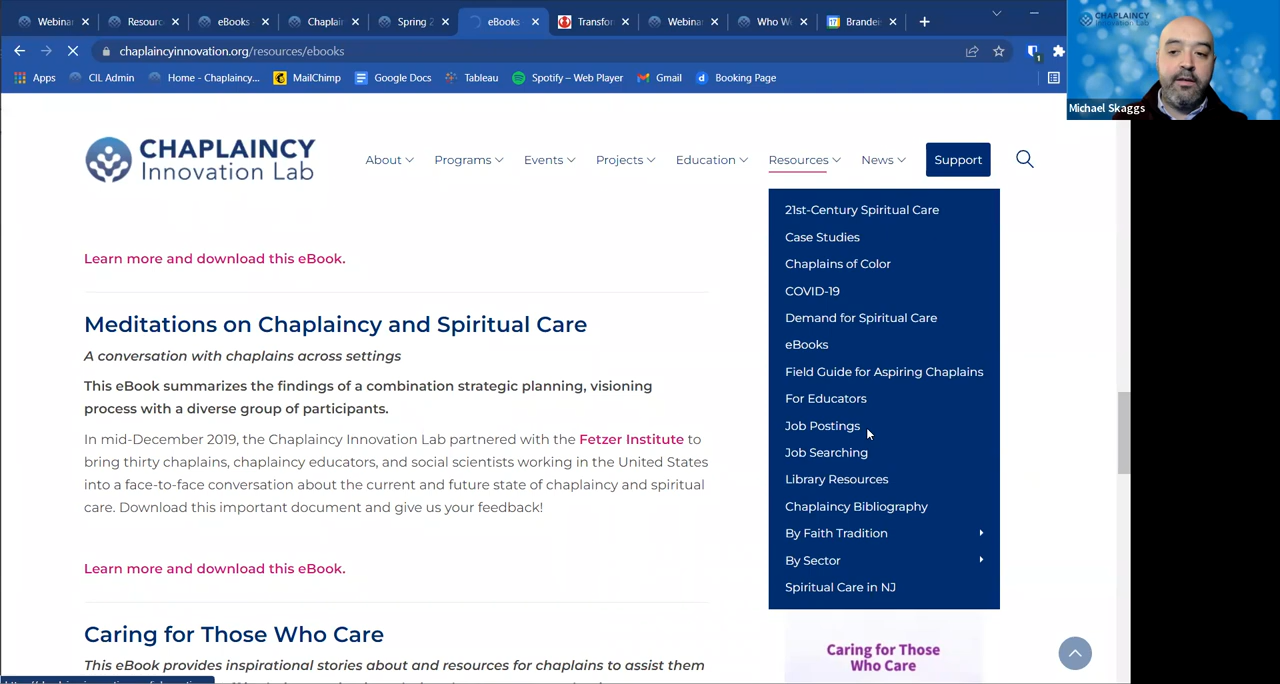 Webinar
Resourc
eBooks
Chaplain
Spring 2
eBooks
Transfor
Webinar
Who W
17
Brandei
chaplaincyinnovation.org/resources/ebooks
1
Apps
CIL Admin
Home - Chaplaincy...
MailChimp
Google Docs
Tableau
Spotify – Web Player
Gmail
d
Booking Page
CHAPLAINCY
Michael Skaggs
CHAPLAINCY
Innovation Lab
About
Programs
Events
Projects
Education
Resources
News
Support
21st-Century Spiritual Care
Case Studies
Chaplains of Color
COVID-19
Demand for Spiritual Care
eBooks
Field Guide for Aspiring Chaplains
For Educators
Job Postings
Job Searching
Library Resources
Chaplaincy Bibliography
By Faith Tradition
By Sector
Spiritual Care in NJ
Learn more and download this eBook.
Meditations on Chaplaincy and Spiritual Care
A conversation with chaplains across settings
This eBook summarizes the findings of a combination strategic planning, visioning
process with a diverse group of participants.
In mid-December 2019, the Chaplaincy Innovation Lab partnered with the Fetzer Institute to
bring thirty chaplains, chaplaincy educators, and social scientists working in the United States
into a face-to-face conversation about the current and future state of chaplaincy and spiritual
care. Download this important document and give us your feedback!
Learn more and download this eBook.
Caring for Those Who Care
This eBook provides inspirational stories about and resources for chaplains to assist them
Caring for Those
Who Care